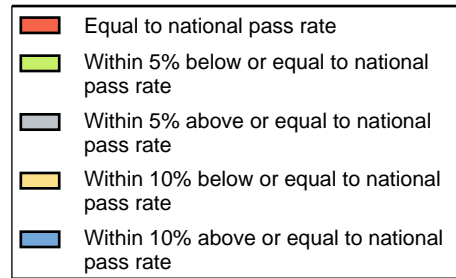 Equal to national pass rate
Within 5% below or equal to national
pass rate
Within 5% above or equal to national
pass rate
Within 10% below or equal to national
pass rate
Within 10% above or equal to national
pass rate